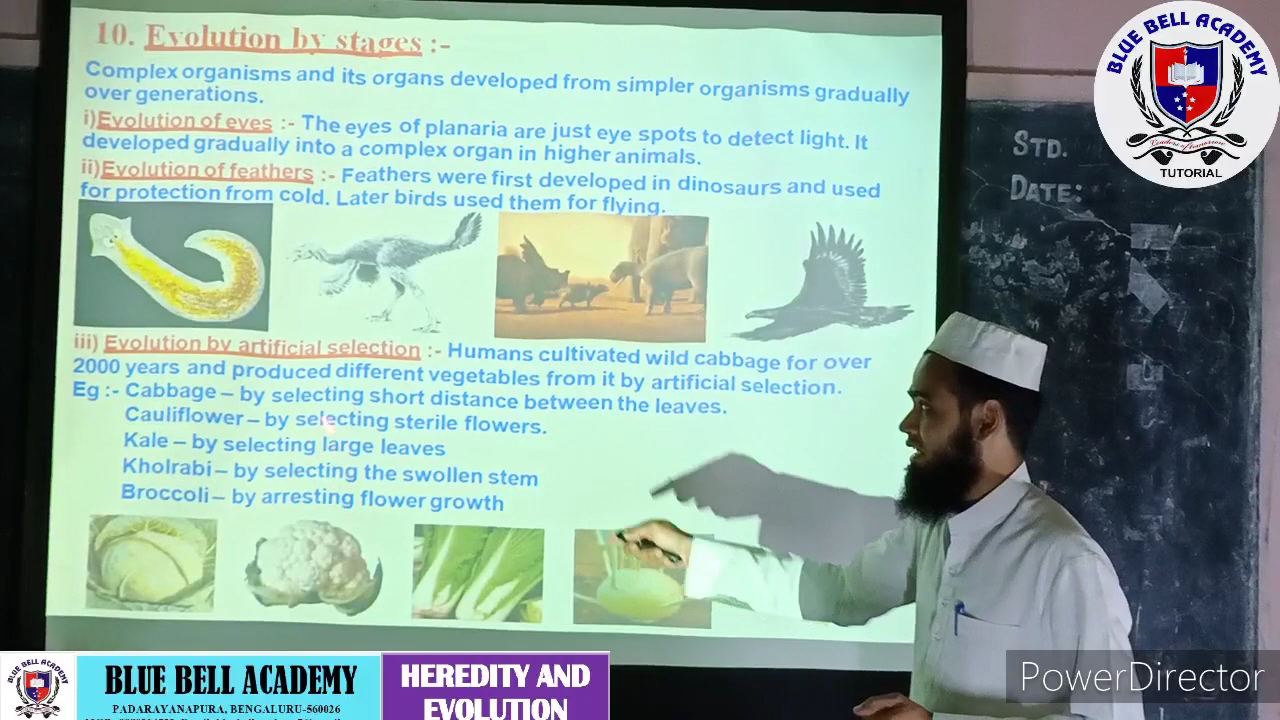 10. Evolution by stages :-
Complex organisms and its organs developed from simpler organisms gradually
over generations.
i)Evolution of eyes :- The eyes of planaria are just eye spots to detect light. It
developed gradually into a complex organ in higher animals.
ii)Evolution of feathers :- Feathers were first developed in dinosaurs and used
for protection from cold. Later birds used them for flying.
iii) Evolution by artificial selection :- Humans cultivated wild cabbage for over
2000 years and produced different vegetables from it by artificial selection.
Eg :- Cabbage – by selecting short distance between the leaves.
Cauliflower – by selecting sterile flowers.
Kale – by selecting large leaves
Kholrabi – by selecting the swollen stem
Broccoli – by arresting flower growth
STD.
DATE:
BLUE BELL ACADEMY
Leaders of tomorrow
TUTORIAL
PowerDirector
BLUE BELL ACADEMY
BLUE BELL ACADEMY
PADARAYANAPURA, BENGALURU-560026
HEREDITY AND
EVOLUTION